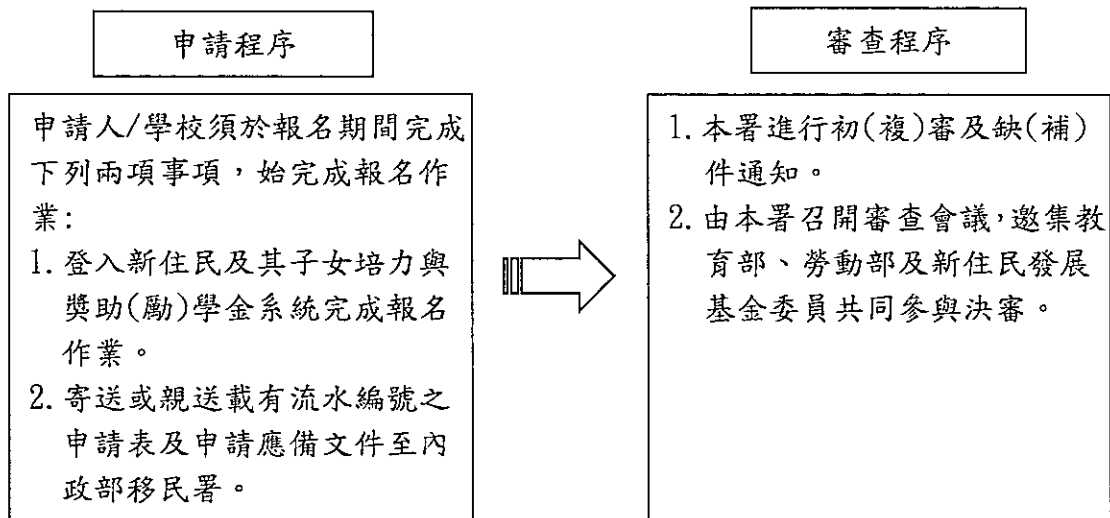 申請程序
申請人/學校須於報名期間完成
下列兩項事項，始完成報名作
業:
1. 登入新住民及其子女培力與
獎助(勵)學金系統完成報名
作業。
2. 寄送或親送載有流水編號之
申請表及申請應備文件至內
政部移民署。
審查程序
1. 本署進行初(複)審及缺(補)
件通知。
2. 由本署召開審查會議，邀集教
育部、勞動部及新住民發展
基金委員共同參與決審。